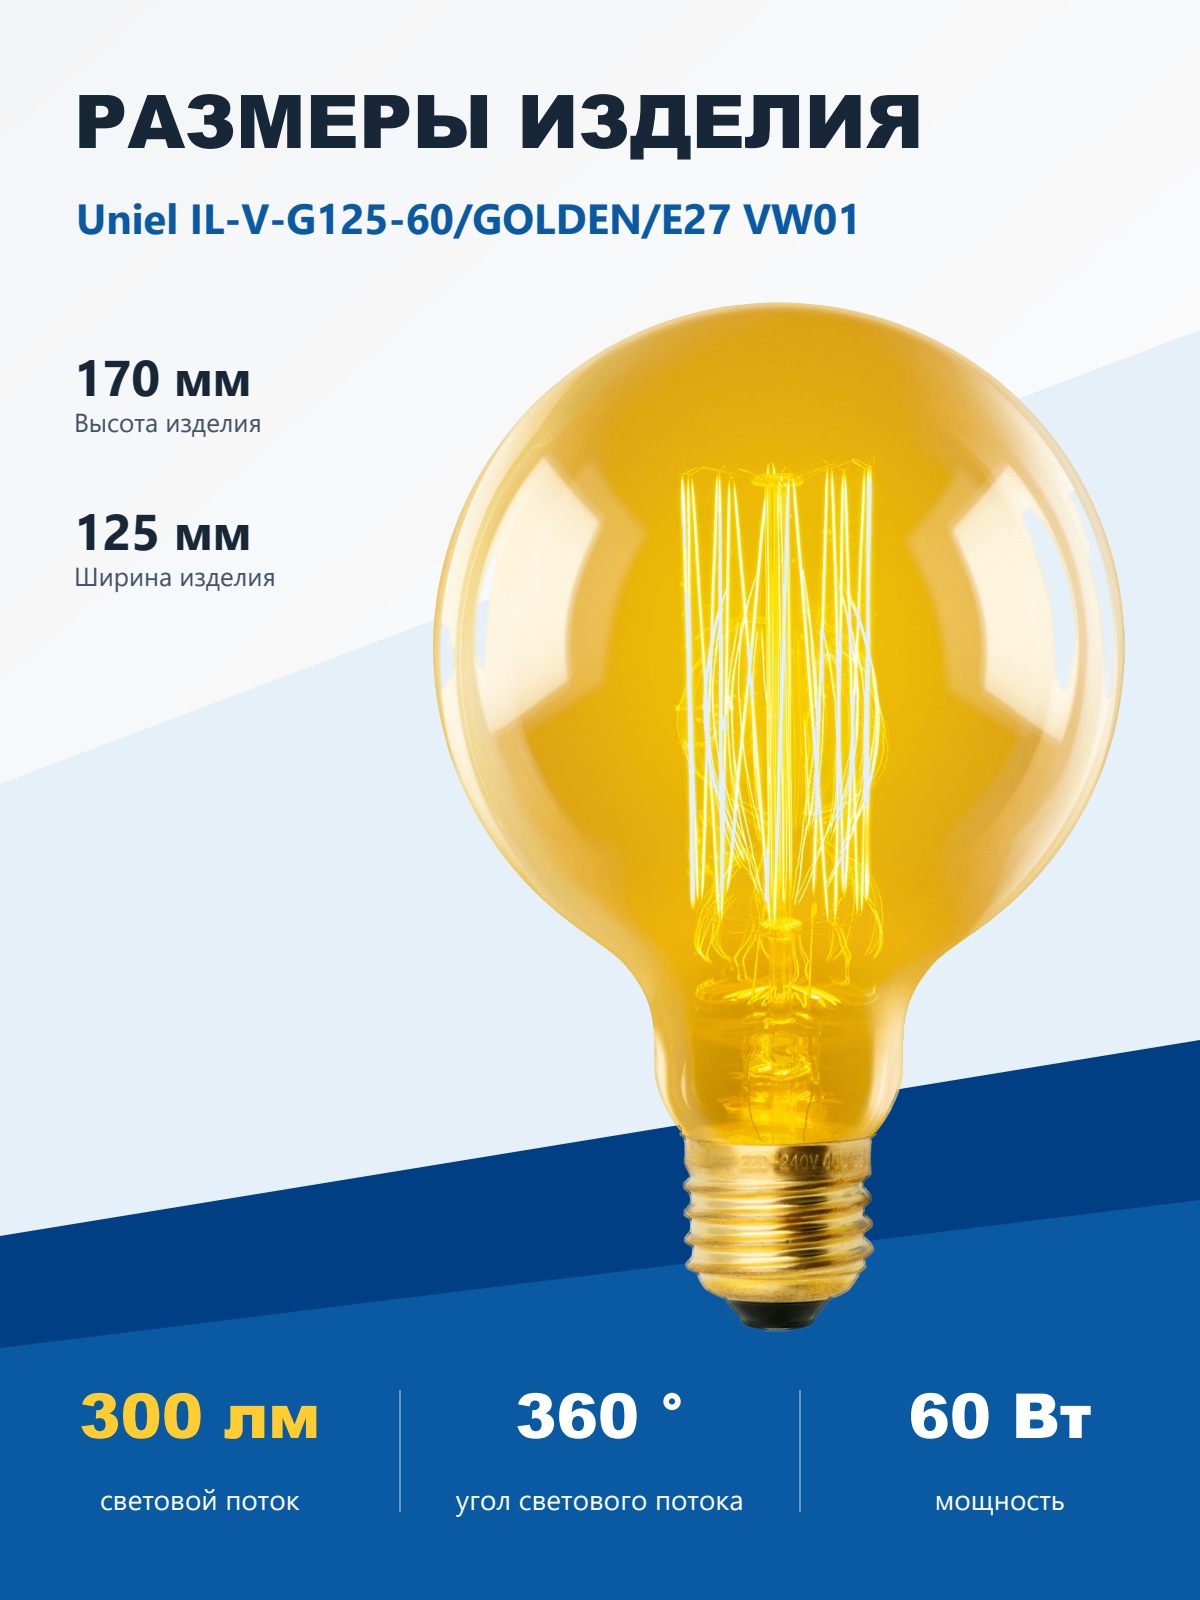 РАЗМЕРЫ ИЗДЕЛИЯ
Uniel IL-V-G125-60/GOLDEN/E27 VW01
170 мм
Высота изделия
125 мм
Ширина изделия
300 лм
световой поток
360 °
угол светового потока
60 Вт
мощность